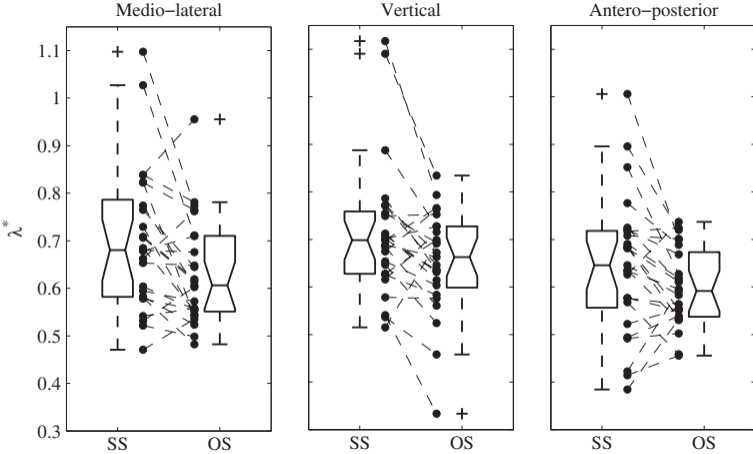 Medio−lateral
Vertical
Antero−posterior
1.1
1
0.9
0.8
0.7
0.6
0.5
0.4
0.3
λ*
SS OS
SS OS
SS OS